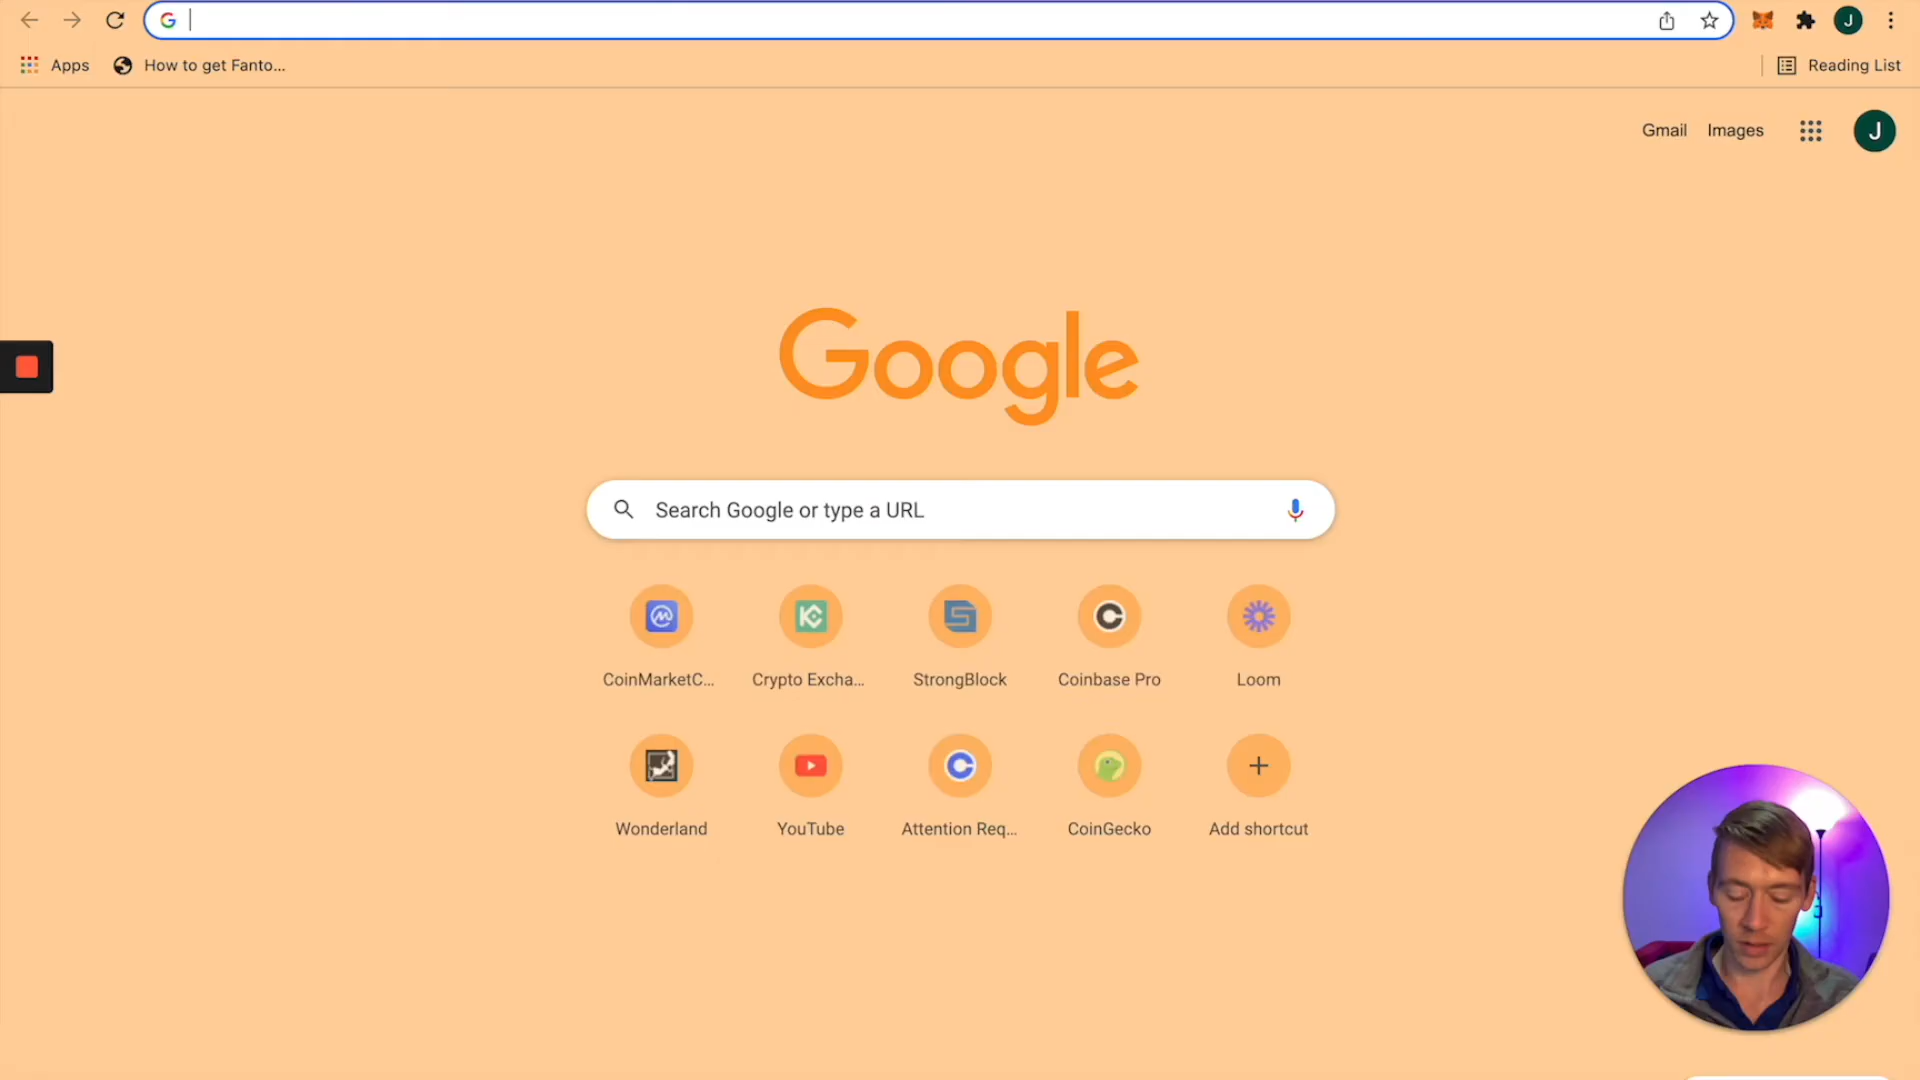 Apps
How to get Fanto...
Reading List
Gmail
Images
J
J
Google
Search Google or type a URL
CoinMarketC...
Crypto Excha...
StrongBlock
Coinbase Pro
Loom
Wonderland
YouTube
Attention Req...
CoinGecko
Add shortcut